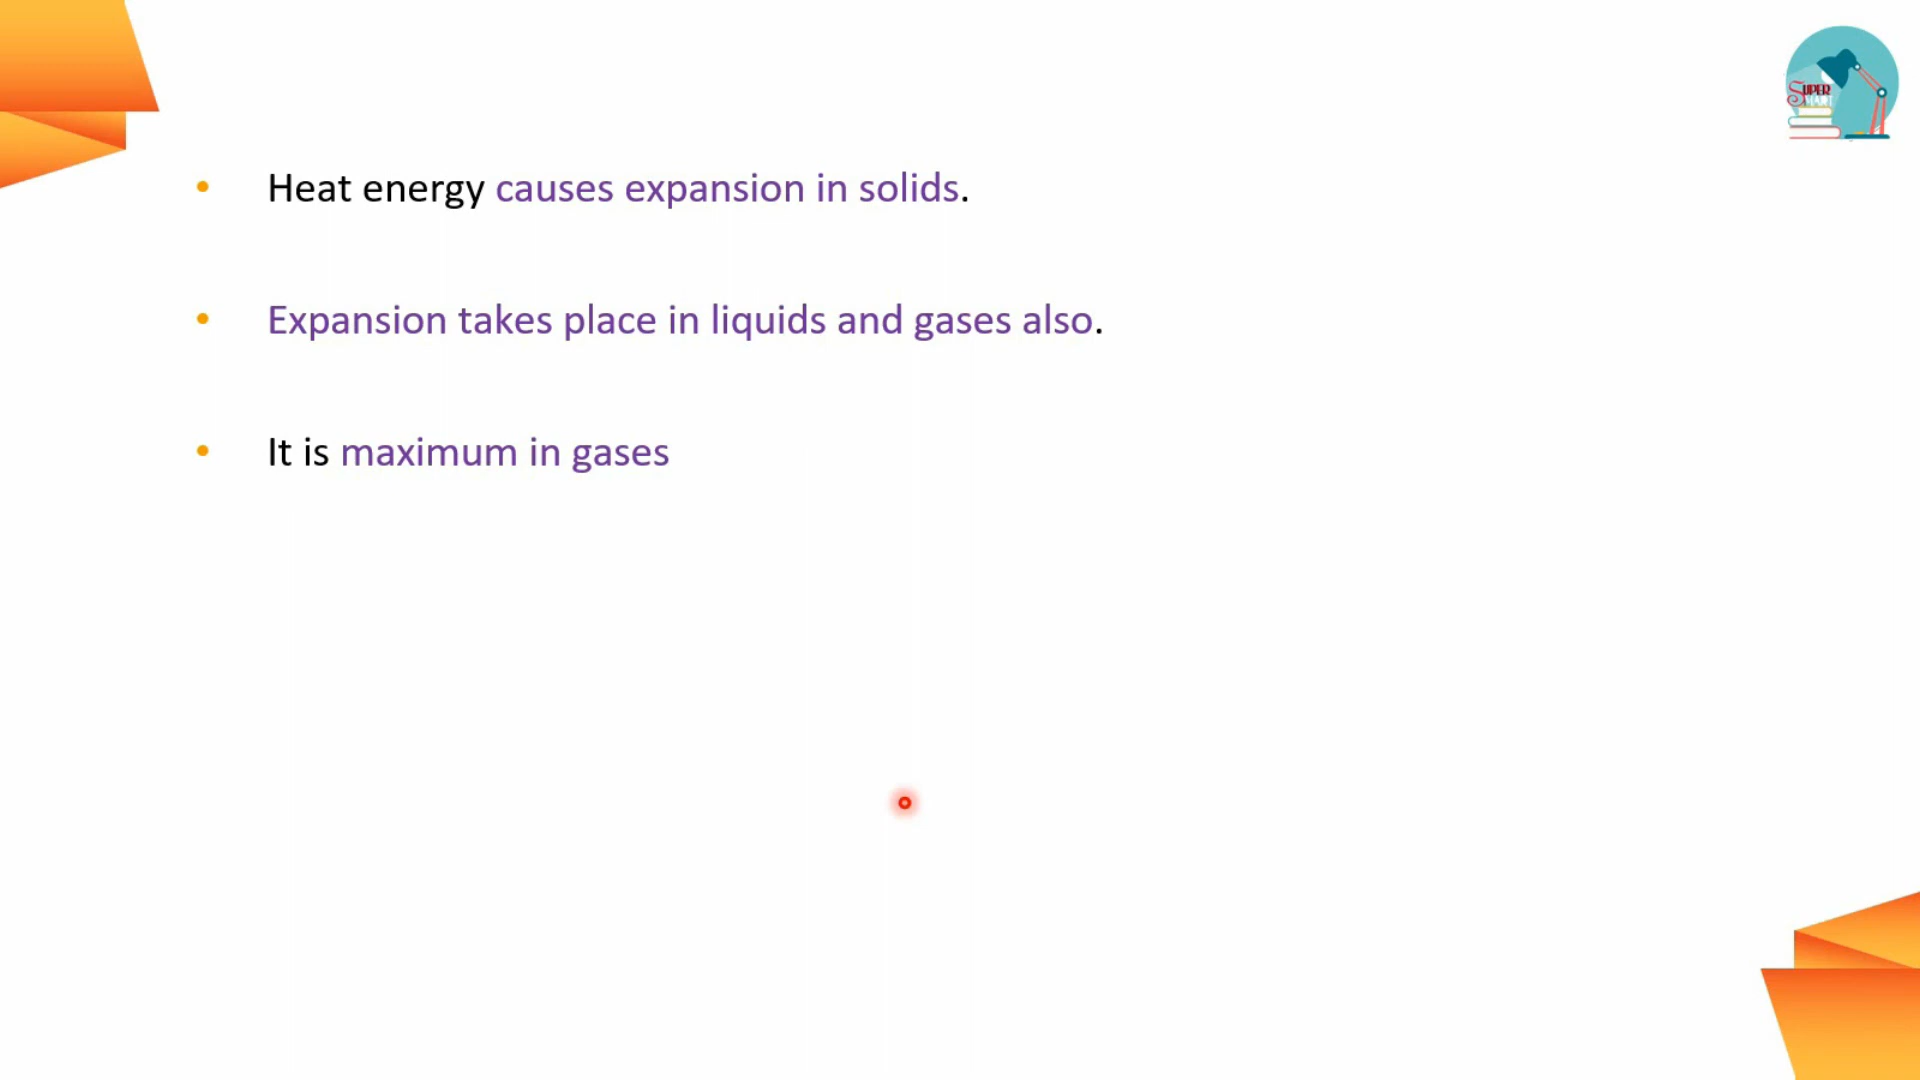 SUPER
• Heat energy causes expansion in solids.
• Expansion takes place in liquids and gases also.
• It is maximum in gases